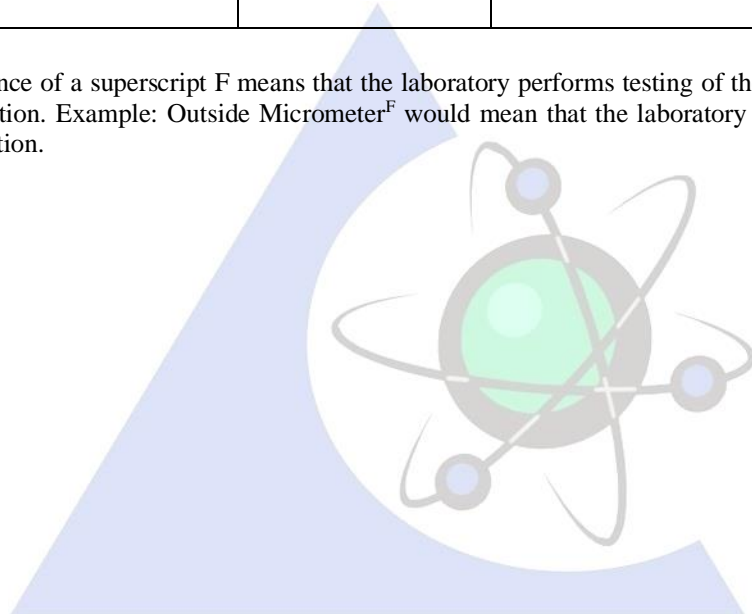 nce of a superscript F means that the laboratory performs testing of th
tion. Example: Outside Micrometerᶠ would mean that the laboratory
tion.